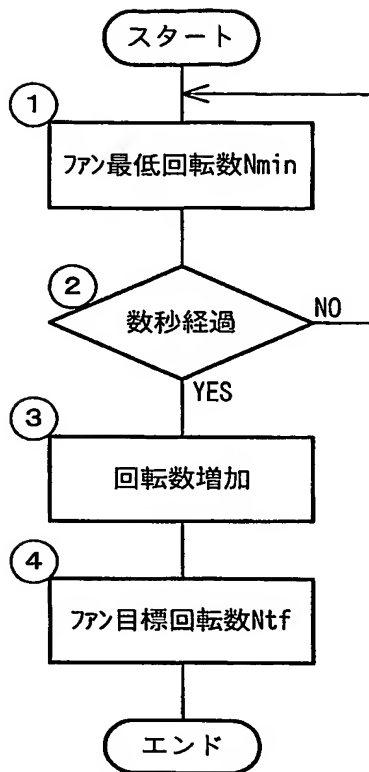 スタート
①
ファン最低回転数Nmin
②
数秒経過
NO
YES
③
回転数増加
④
ファン目標回転数Ntf
エンド